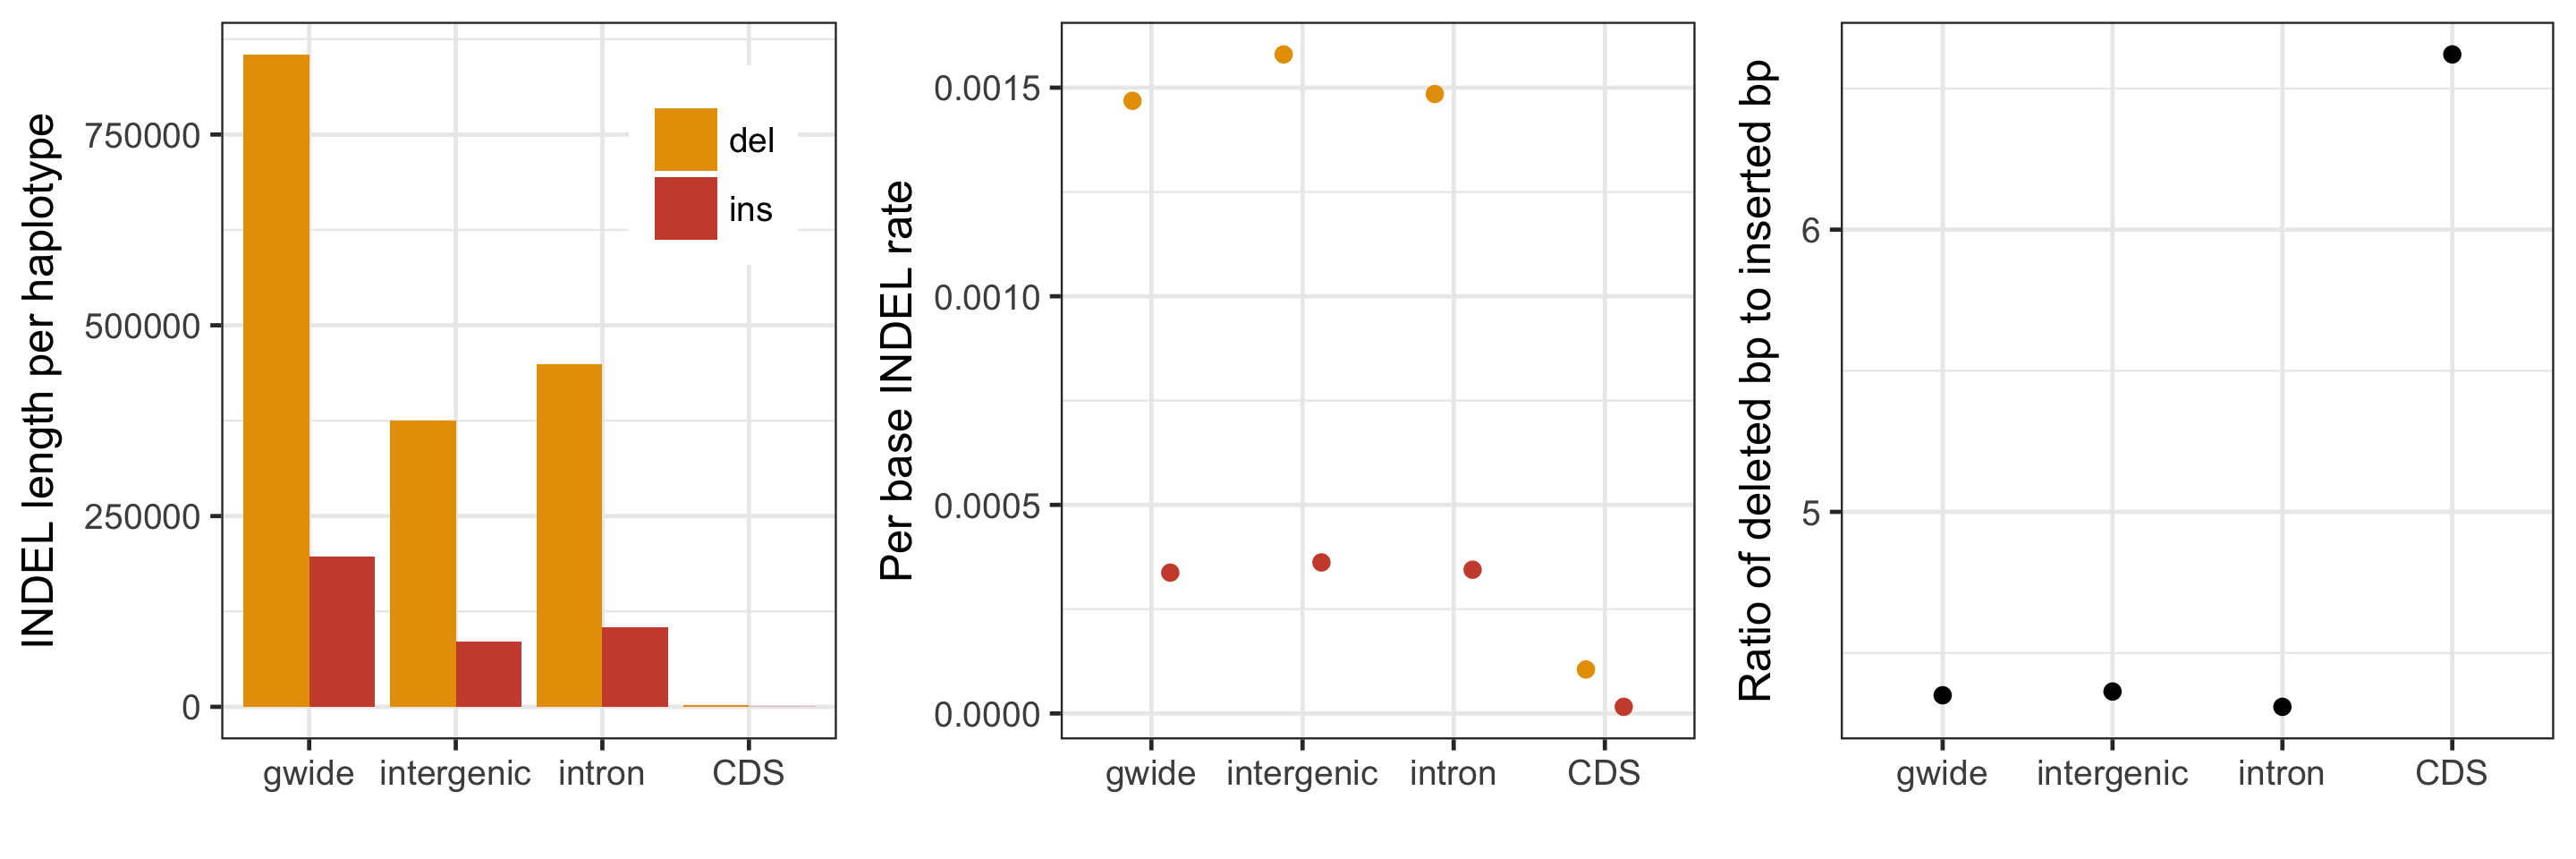 INDEL length per haplotype
750000
500000
250000
0
del
ins
gwide intergenic intron CDS
Per base INDEL rate
0.0015
0.0010
0.0005
0.0000
gwide intergenic intron CDS
Ratio of deleted bp to inserted bp
6
5
gwide intergenic intron CDS